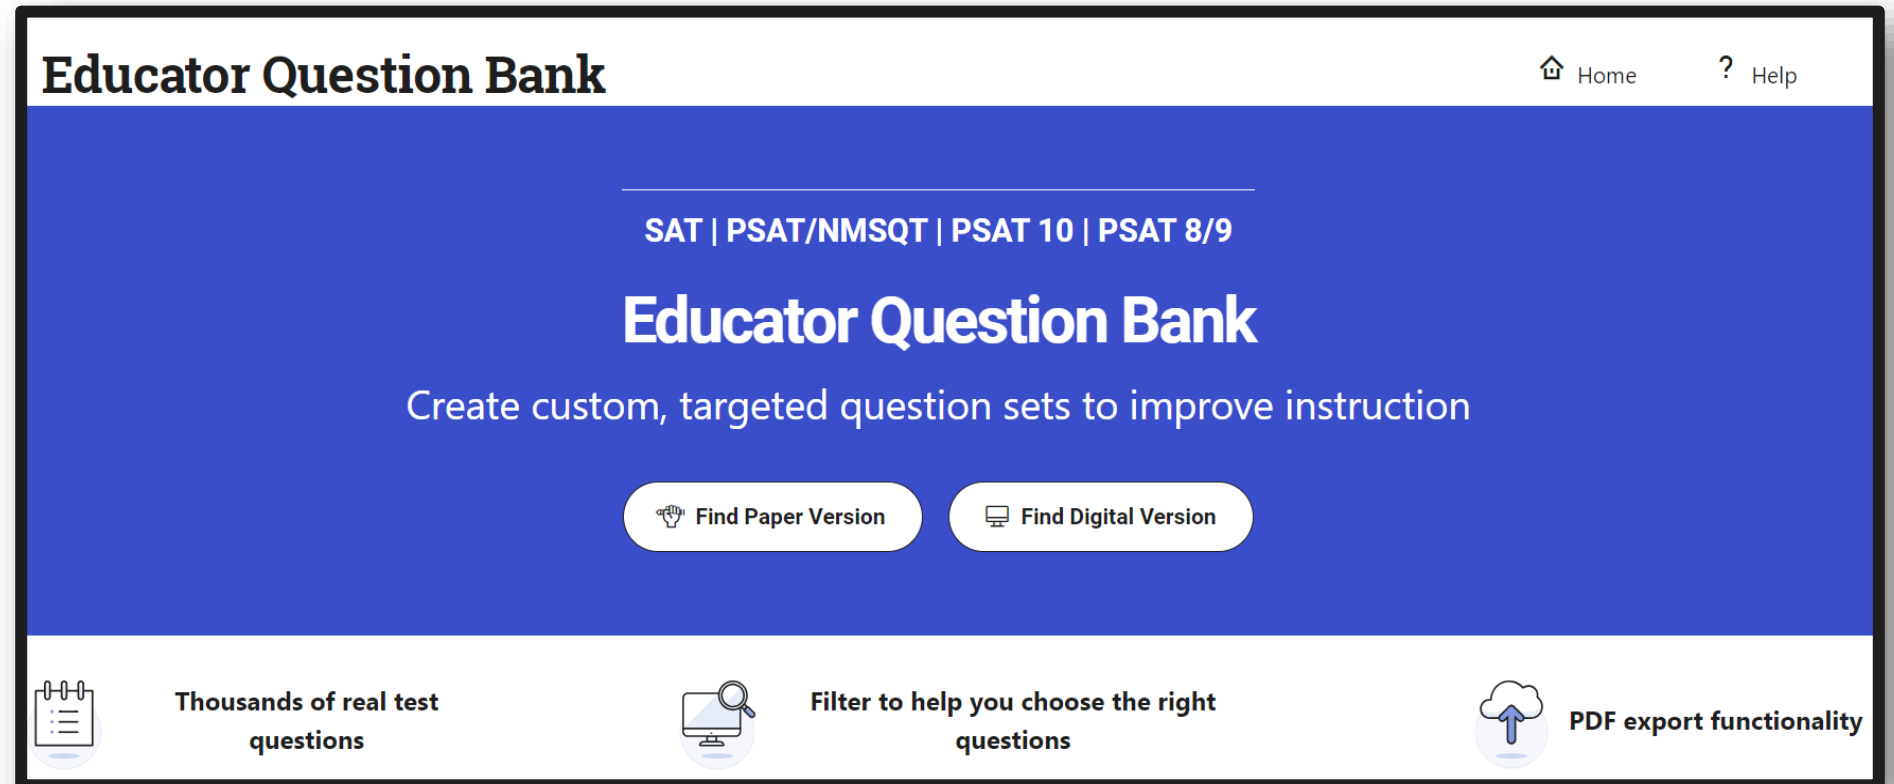 Educator Question Bank
Home
Help
SAT | PSAT/NMSQT | PSAT 10 | PSAT 8/9
Educator Question Bank
Create custom, targeted question sets to improve instruction
Find Paper Version
Find Digital Version
Thousands of real test
questions
Filter to help you choose the right
questions
PDF export functionality